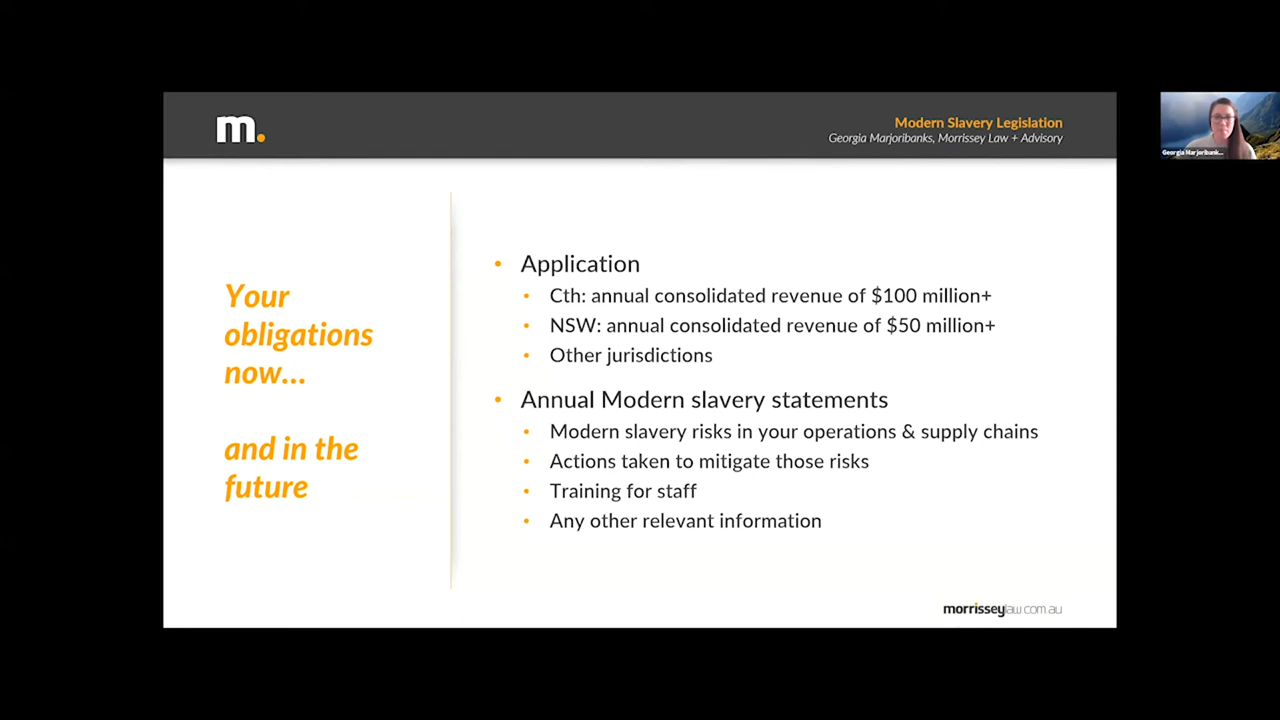 m.
Modern Slavery Legislation
Georgia Marjoribanks, Morrissey Law + Advisory
Georgia Marjoribank...
Your
obligations
now...
and in the
future
• Application
• Cth: annual consolidated revenue of $100 million+
• NSW: annual consolidated revenue of $50 million+
• Other jurisdictions
• Annual Modern slavery statements
• Modern slavery risks in your operations & supply chains
• Actions taken to mitigate those risks
• Training for staff
• Any other relevant information
morrisseylaw.com.au